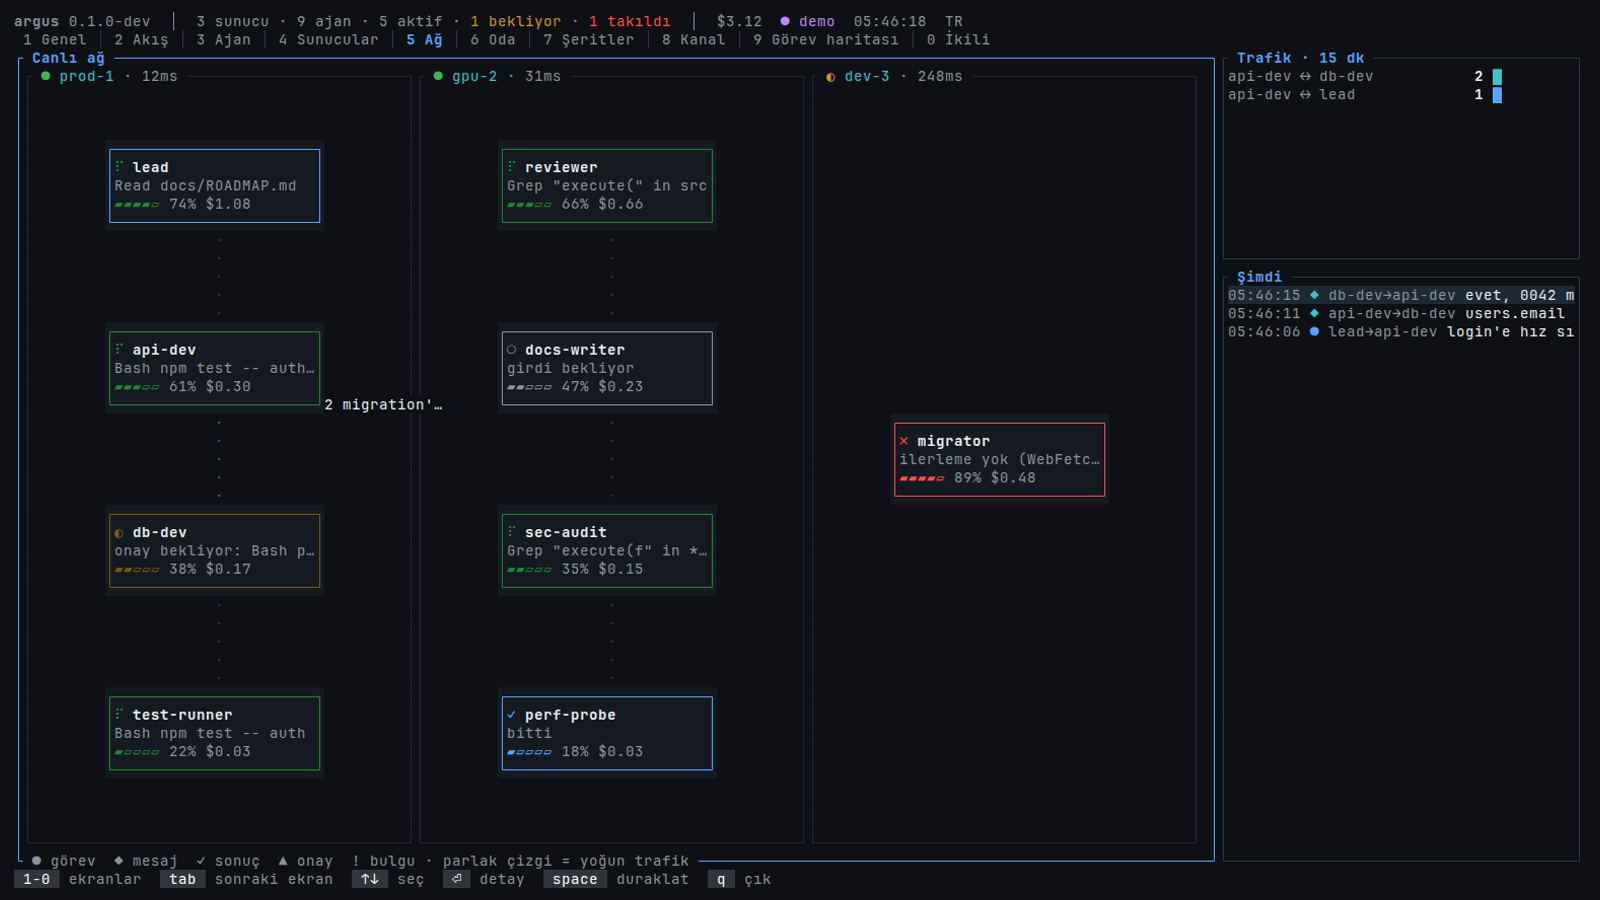 argus 0.1.0-dev │ 3 sunucu · 9 ajan · 5 aktif · 1 bekliyor · 1 takıldı │ $3.12 ● demo 05:46:18 TR
1 Genel │ 2 Akış │ 3 Ajan │ 4 Sunucular │ 5 Ağ │ 6 Oda │ 7 Şeritler │ 8 Kanal │ 9 Görev haritası │ 0 İkili
Canlı ağ
● prod-1 · 12ms
lead
Read docs/ROADMAP.md
74% $1.08
api-dev
Bash npm test -- auth…
61% $0.30
2 migration'…
◐ db-dev
onay bekliyor: Bash p…
38% $0.17
test-runner
Bash npm test -- auth
22% $0.03
● gpu-2 · 31ms
reviewer
Grep "execute(" in src
66% $0.66
○ docs-writer
girdi bekliyor
47% $0.23
sec-audit
Grep "execute(f" in *…
35% $0.15
✓ perf-probe
bitti
18% $0.03
◐ dev-3 · 248ms
✕ migrator
ilerleme yok (WebFetc…
89% $0.48
Trafik · 15 dk
api-dev ↔ db-dev 2
api-dev ↔ lead 1
Şimdi
05:46:15 ◆ db-dev→api-dev evet, 0042 m
05:46:11 ◆ api-dev→db-dev users.email
05:46:06 ● lead→api-dev login'e hız sı
● görev ◆ mesaj ✓ sonuç ▲ onay ! bulgu · parlak çizgi = yoğun trafik
1-0 ekranlar tab sonraki ekran ↑↓ seç ⏎ detay space duraklat q çık